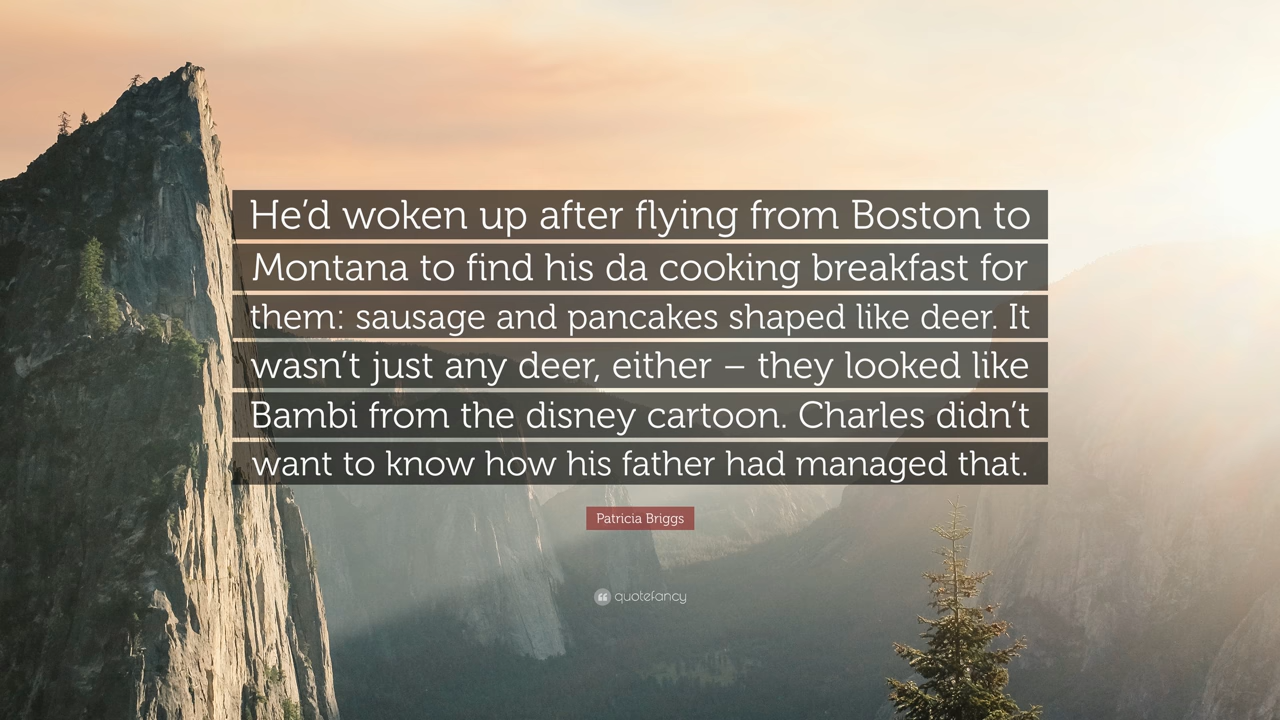 He’d woken up after flying from Boston to
Montana to find his da cooking breakfast for
them: sausage and pancakes shaped like deer. It
wasn’t just any deer, either – they looked like
Bambi from the disney cartoon. Charles didn’t
want to know how his father had managed that.
Patricia Briggs
quotefancy